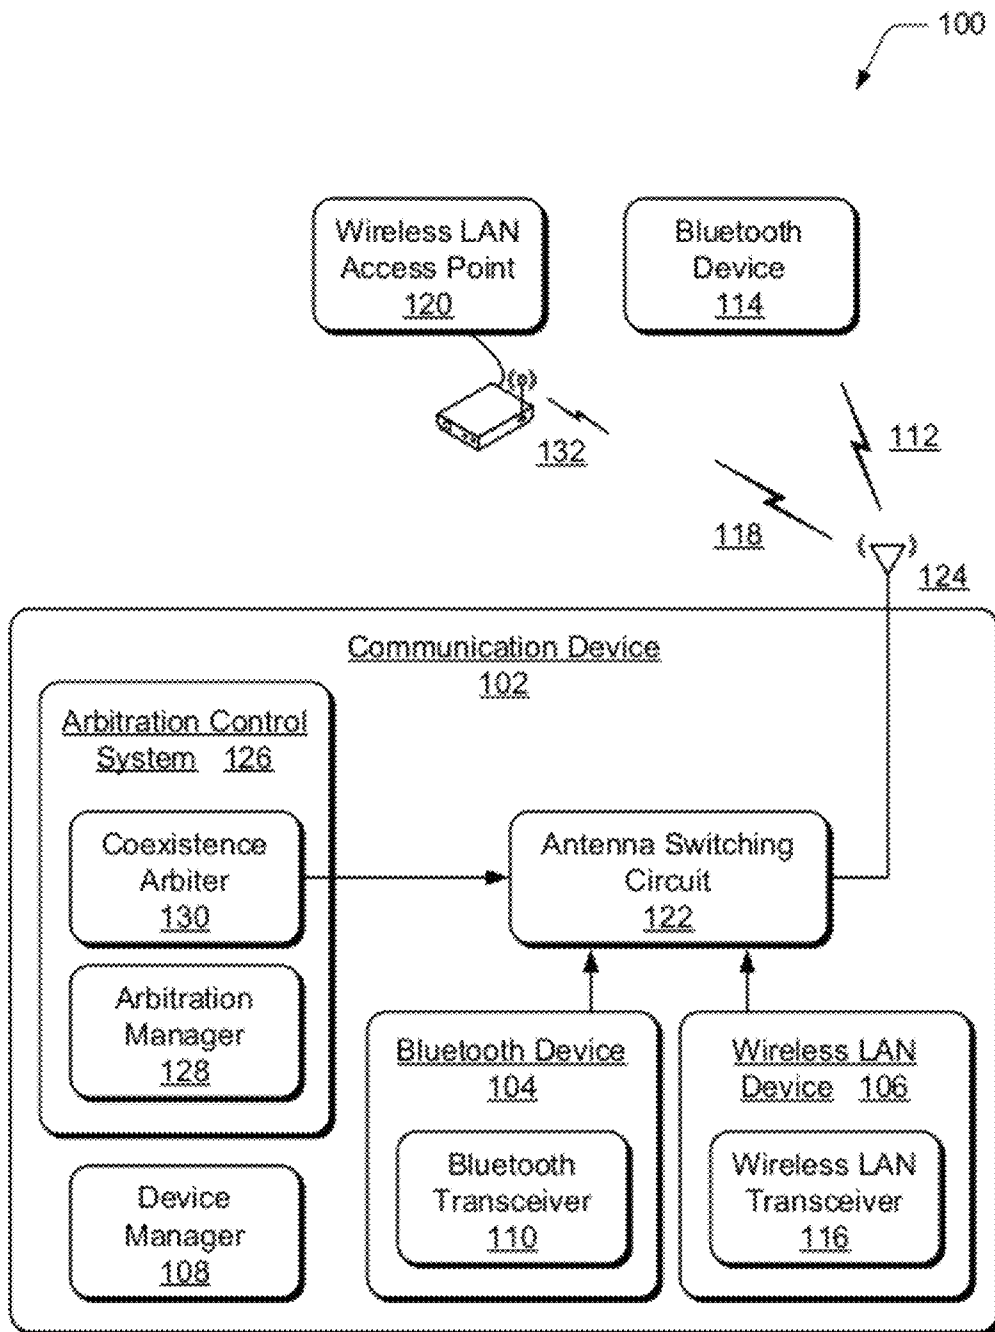 100
Wireless LAN
Access Point
120
Bluetooth
Device
114
132
112
118
124
Communication Device
102
Arbitration Control
System 126
Coexistence
Arbiter
130
Antenna Switching
Circuit
122
Arbitration
Manager
128
Bluetooth Device
104
Wireless LAN
Device 106
Bluetooth
Transceiver
110
Wireless LAN
Transceiver
116
Device
Manager
108